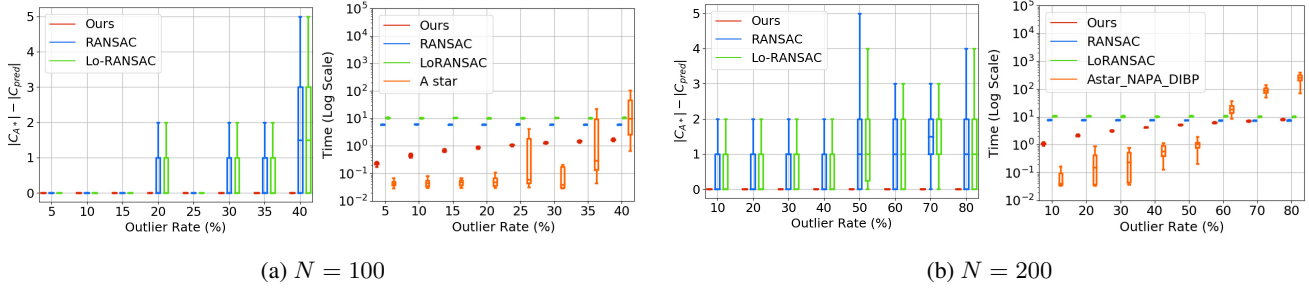 |C_{A*}| − |C_{pred}|
5
4
3
2
1
0
Ours
RANSAC
Lo-RANSAC
5 10 15 20 25 30 35 40
Outlier Rate (%)
Time (Log Scale)
10^5
10^4
10^3
10^2
10^1
10^0
10^{−1}
10^{−2}
Ours
RANSAC
LoRANSAC
A star
5 10 15 20 25 30 35 40
Outlier Rate (%)
(a) N = 100
|C_{A*}| − |C_{pred}|
5
4
3
2
1
0
Ours
RANSAC
Lo-RANSAC
10 20 30 40 50 60 70 80
Outlier Rate (%)
Time (Log Scale)
10^5
10^4
10^3
10^2
10^1
10^0
10^{−1}
10^{−2}
Ours
RANSAC
LoRANSAC
Astar_NAPA_DIBP
10 20 30 40 50 60 70 80
Outlier Rate (%)
(b) N = 200